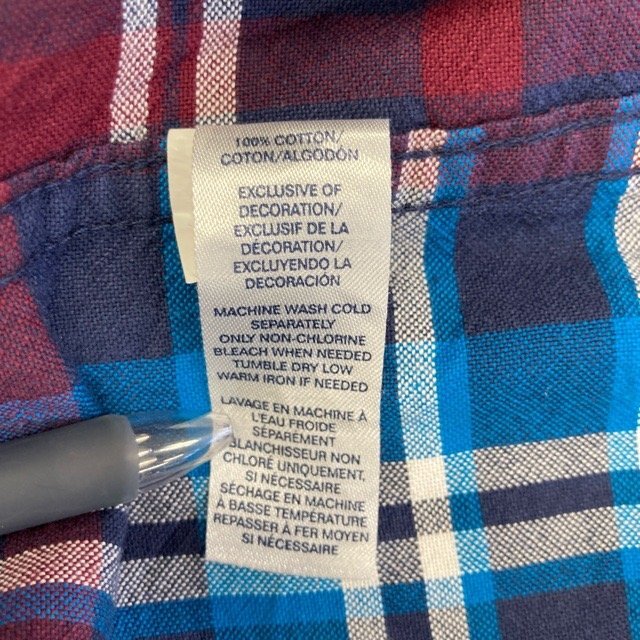 100% COTTON/
COTON/ALGODÓN
EXCLUSIVE OF
DECORATION/
EXCLUSIF DE LA
DÉCORATION/
EXCLUYENDO LA
DECORACIÓN
MACHINE WASH COLD
SEPARATELY
ONLY NON-CHLORINE
BLEACH WHEN NEEDED
TUMBLE DRY LOW
WARM IRON IF NEEDED
LAVAGE EN MACHINE À
L'EAU FROIDE
SÉPARÉMENT
BLANCHISSEUR NON
CHLORÉ UNIQUEMENT,
SI NÉCESSAIRE
SÉCHAGE EN MACHINE
À BASSE TEMPÉRATURE
REPASSER À FER MOYEN
SI NÉCESSAIRE